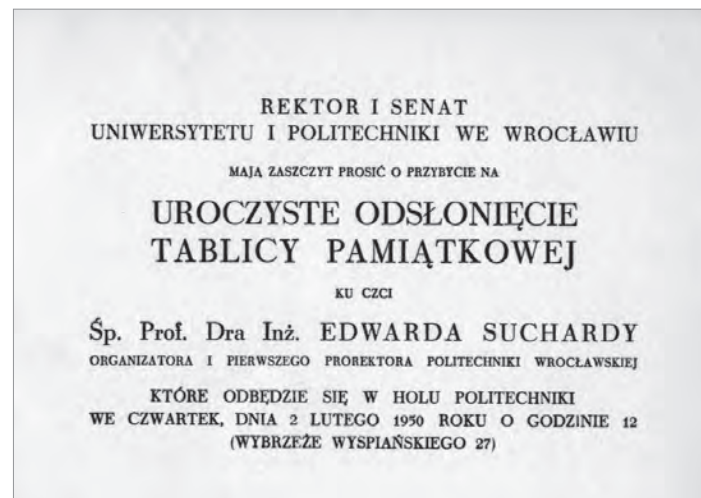 REKTOR I SENAT
UNIWERSYTETU I POLITECHNIKI WE WROCŁAWIU
MAJĄ ZASZCZYT PROSIĆ O PRZYBYCIE NA
UROCZYSTE ODSŁONIĘCIE
TABLICY PAMIĄTKOWEJ
KU CZCI
Śp. Prof. Dra Inż. EDWARDA SUCHARDY
ORGANIZATORA I PIERWSZEGO PROREKTORA POLITECHNIKI WROCŁAWSKIEJ
KTÓRE ODBĘDZIE SIĘ W HOLU POLITECHNIKI
WE CZWARTEK, DNIA 2 LUTEGO 1950 ROKU O GODZINIE 12
(WYBRZEŻE WYSPIAŃSKIEGO 27)